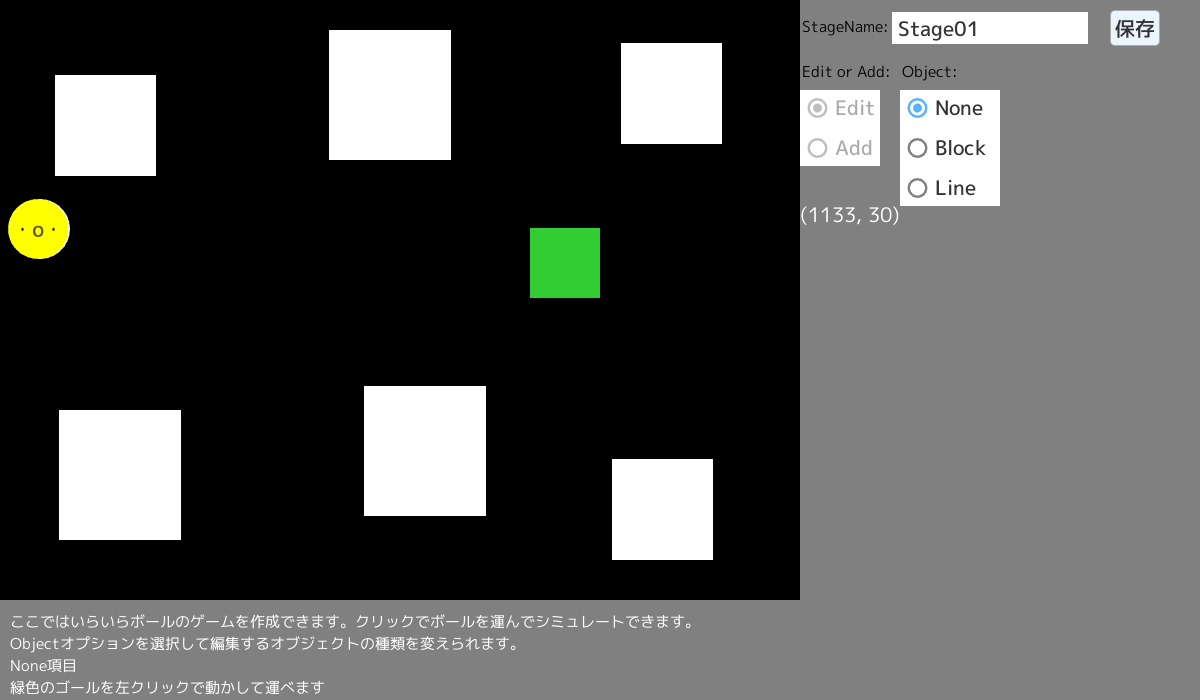 StageName: Stage01 保存
Edit or Add: Object:
Edit None
Add Block
Line
(1133, 30)
・o・
ここではいらいらボールのゲームを作成できます。クリックでボールを運んでシミュレートできます。
Objectオプションを選択して編集するオブジェクトの種類を変えられます。
None項目
緑色のゴールを左クリックで動かして運べます